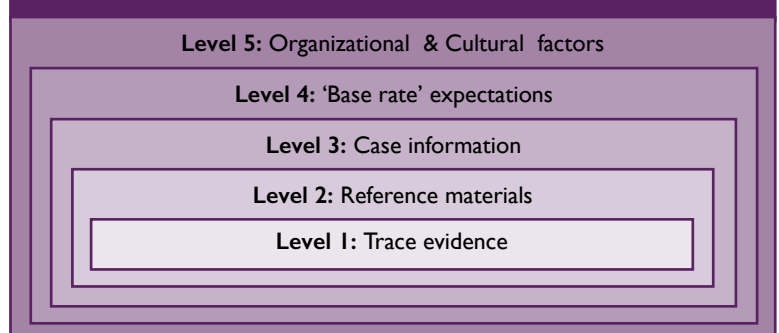 Level 5: Organizational & Cultural factors
Level 4: ‘Base rate’ expectations
Level 3: Case information
Level 2: Reference materials
Level 1: Trace evidence